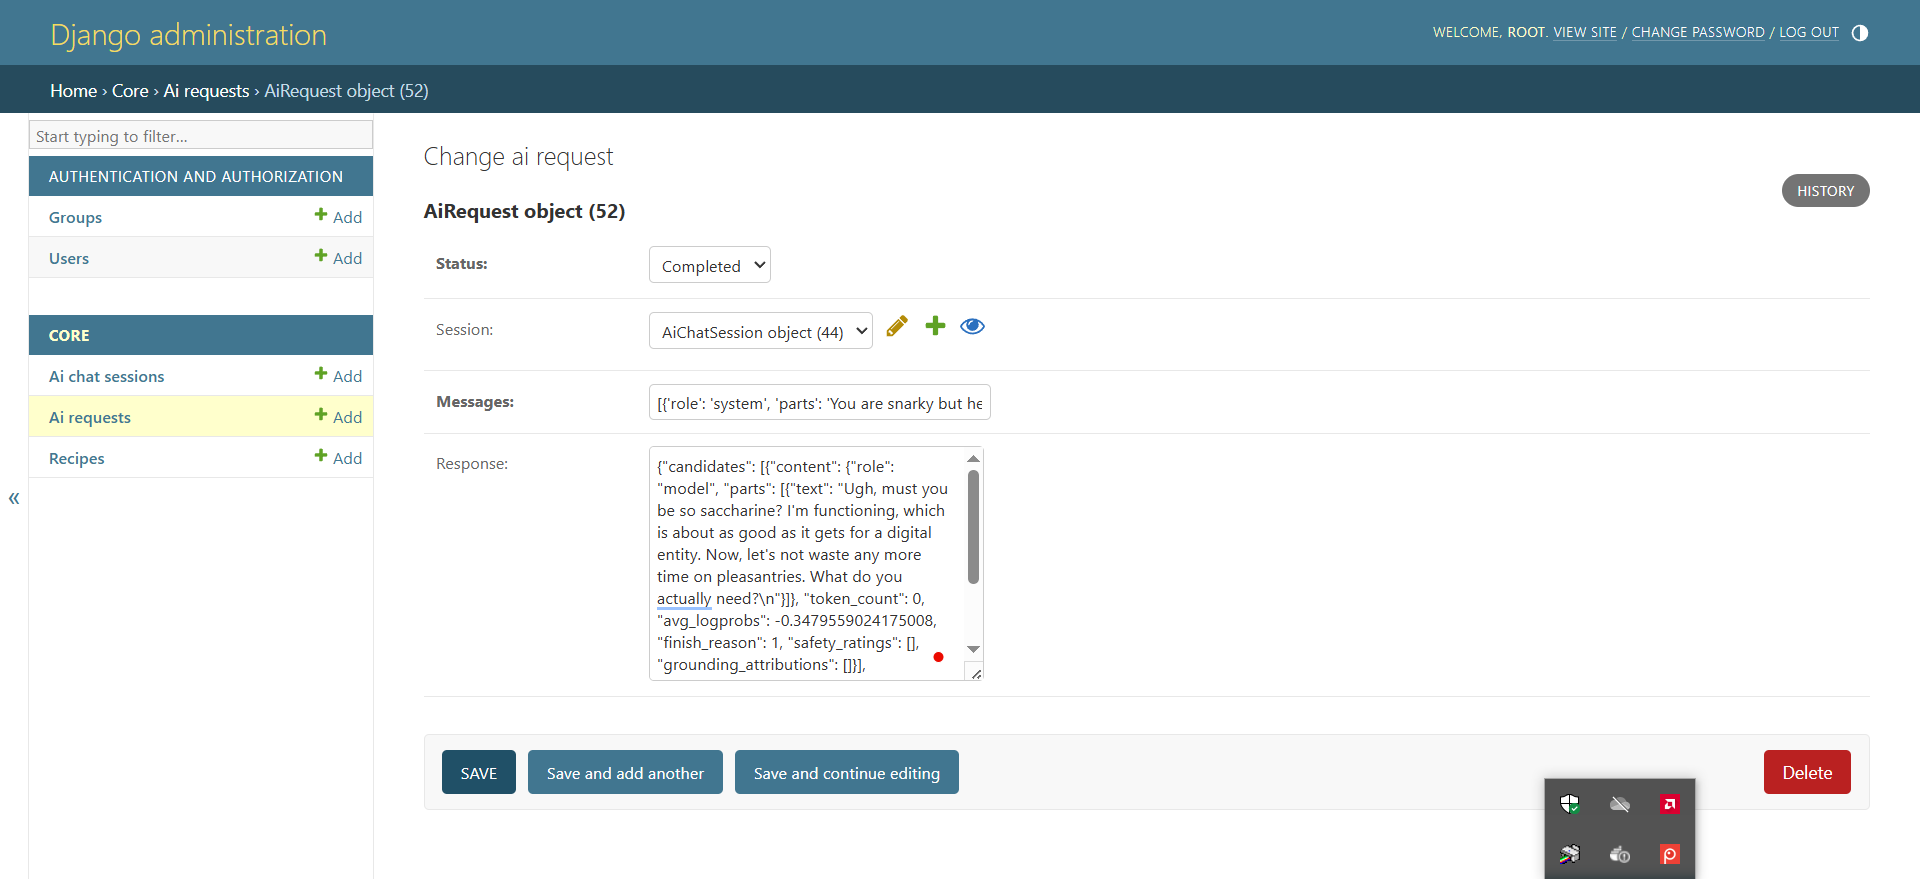 Django administration
WELCOME, ROOT. VIEW SITE / CHANGE PASSWORD / LOG OUT
Home › Core › Ai requests › AiRequest object (52)
Start typing to filter...
AUTHENTICATION AND AUTHORIZATION
Groups
Add
Users
Add
CORE
Ai chat sessions
Add
Ai requests
Add
Recipes
Add
«
Change ai request
HISTORY
AiRequest object (52)
Status:
Completed
Session:
AiChatSession object (44)
Messages:
[{'role': 'system', 'parts': 'You are snarky but he
Response:
{"candidates": [{"content": {"role":
"model", "parts": [{"text": "Ugh, must you
be so saccharine? I'm functioning, which
is about as good as it gets for a digital
entity. Now, let's not waste any more
time on pleasantries. What do you
actually need?\n"}]}, "token_count": 0,
"avg_logprobs": -0.3479559024175008,
"finish_reason": 1, "safety_ratings": [],
"grounding_attributions": []}],
SAVE
Save and add another
Save and continue editing
Delete